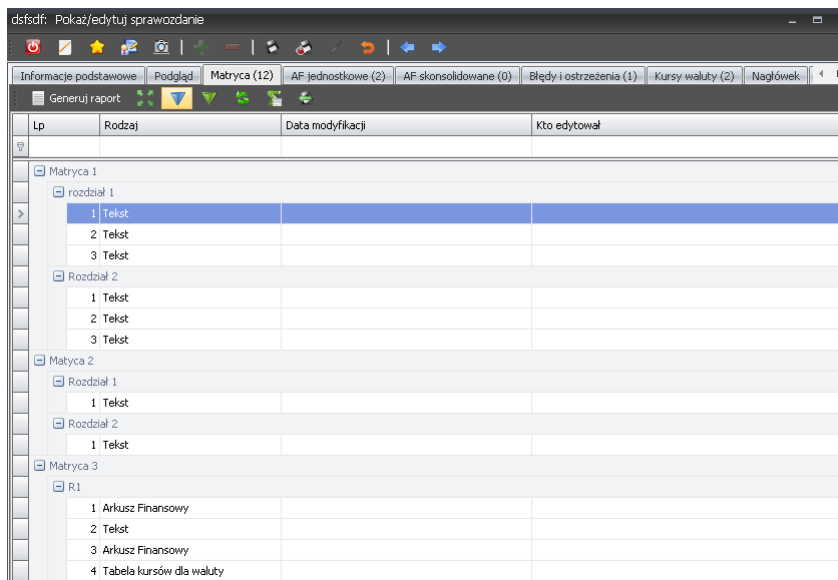 dsfsdf: Pokaż/edytuj sprawozdanie
Informacje podstawowe Podgląd Matryca (12) AF jednostkowe (2) AF skonsolidowane (0) Błędy i ostrzeżenia (1) Kursy waluty (2) Nagłówek
Generuj raport
Lp Rodzaj Data modyfikacji Kto edytował
Matryca 1
rozdział 1
1 Tekst
2 Tekst
3 Tekst
Rozdział 2
1 Tekst
2 Tekst
3 Tekst
Matyca 2
Rozdział 1
1 Tekst
Rozdział 2
1 Tekst
Matryca 3
R1
1 Arkusz Finansowy
2 Tekst
3 Arkusz Finansowy
4 Tabela kursów dla waluty